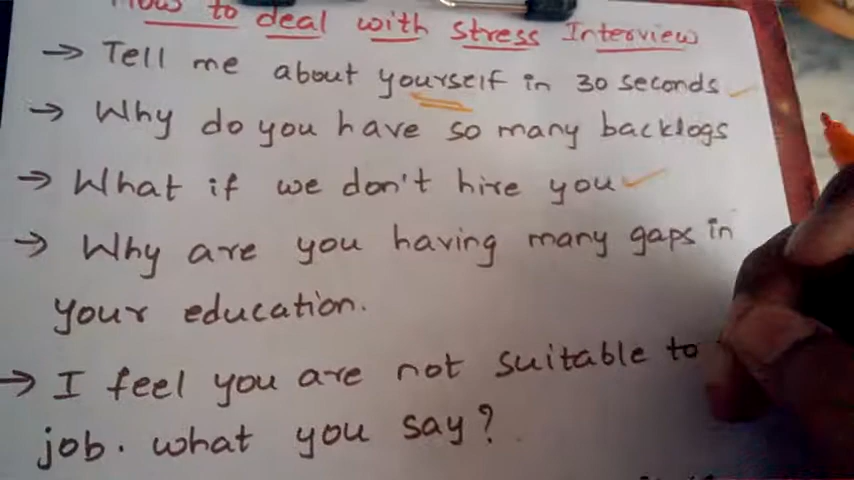 How to deal with stress Interview
→ Tell me about yourself in 30 seconds
→ Why do you have so many backlogs
→ What if we don't hire you
→ Why are you having many gaps in
your education.
→ I feel you are not suitable to
job. what you say?